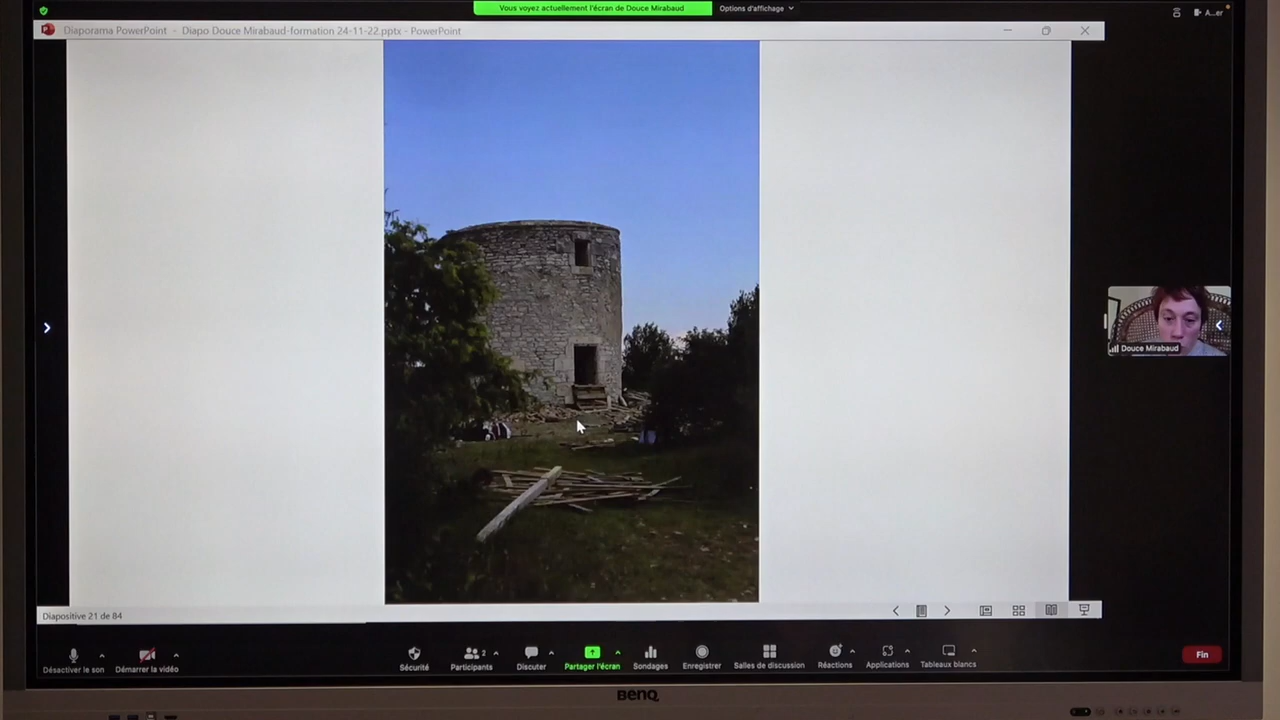 Vous voyez actuellement l'écran de Douce Mirabaud
Options d'affichage
Diaporama PowerPoint - Diapo Douce Mirabaud-formation 24-11-22.pptx - PowerPoint
A...er
Douce Mirabaud
Diapositive 21 de 84
Désactiver le son
Démarrer la vidéo
Sécurité
Participants
2
Discuter
Partager l'écran
Sondages
Enregistrer
Salles de discussion
Réactions
Applications
Tableaux blancs
Fin
BenQ